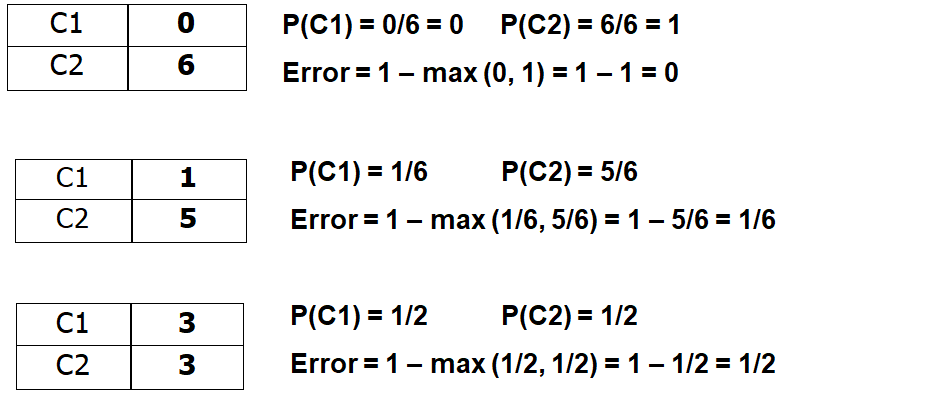 C1 0
C2 6
P(C1) = 0/6 = 0 P(C2) = 6/6 = 1
Error = 1 – max (0, 1) = 1 – 1 = 0
C1 1
C2 5
P(C1) = 1/6 P(C2) = 5/6
Error = 1 – max (1/6, 5/6) = 1 – 5/6 = 1/6
C1 3
C2 3
P(C1) = 1/2 P(C2) = 1/2
Error = 1 – max (1/2, 1/2) = 1 – 1/2 = 1/2